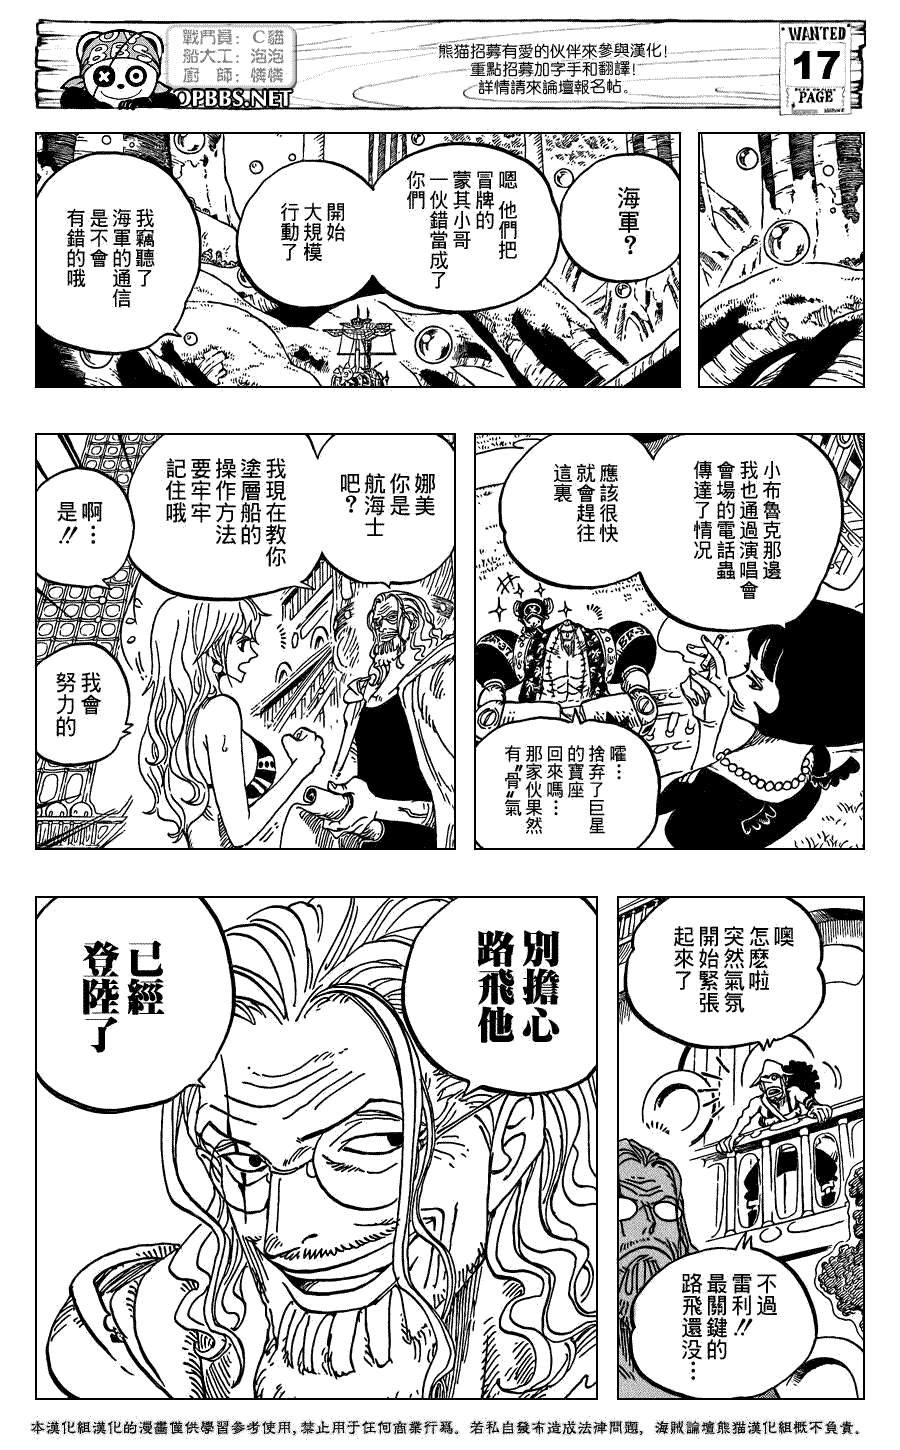 戰鬥員：C貓
船大工：泡泡
廚　師：憐憐
OPBBS.NET
熊猫招募有愛的伙伴來參與漢化!
重點招募加字手和翻譯!
詳情請來論壇報名帖。
WANTED
17
PAGE
海軍？
嗯 他們把
冒牌的
蒙其小哥
一伙錯當成了
你們
開始
大規模
行動了
我竊聽了
海軍的通信
是不會
有錯的哦
小布魯克那邊
我也通過演唱會
會場的電話蟲
傳達了情况
應該很快
就會趕往
這裏
嚯…
捨弃了巨星
的寶座
回來嗎…
那家伙果然
有"骨"氣
娜美
你是
航海士
吧？
我現在教你
塗層船的
操作方法
要牢牢
記住哦
啊…
是!!
我會
努力的
噢
怎麽啦
突然氣氛
開始緊張
起來了
不過
雷利!!
最關鍵的
路飛還没…
別擔心
路飛他
已經
登陸了
本漢化組漢化的漫畫僅供學習參考使用,禁止用于任何商業行爲。若私自發布造成法律問題，海賊論壇熊猫漢化組概不負責。